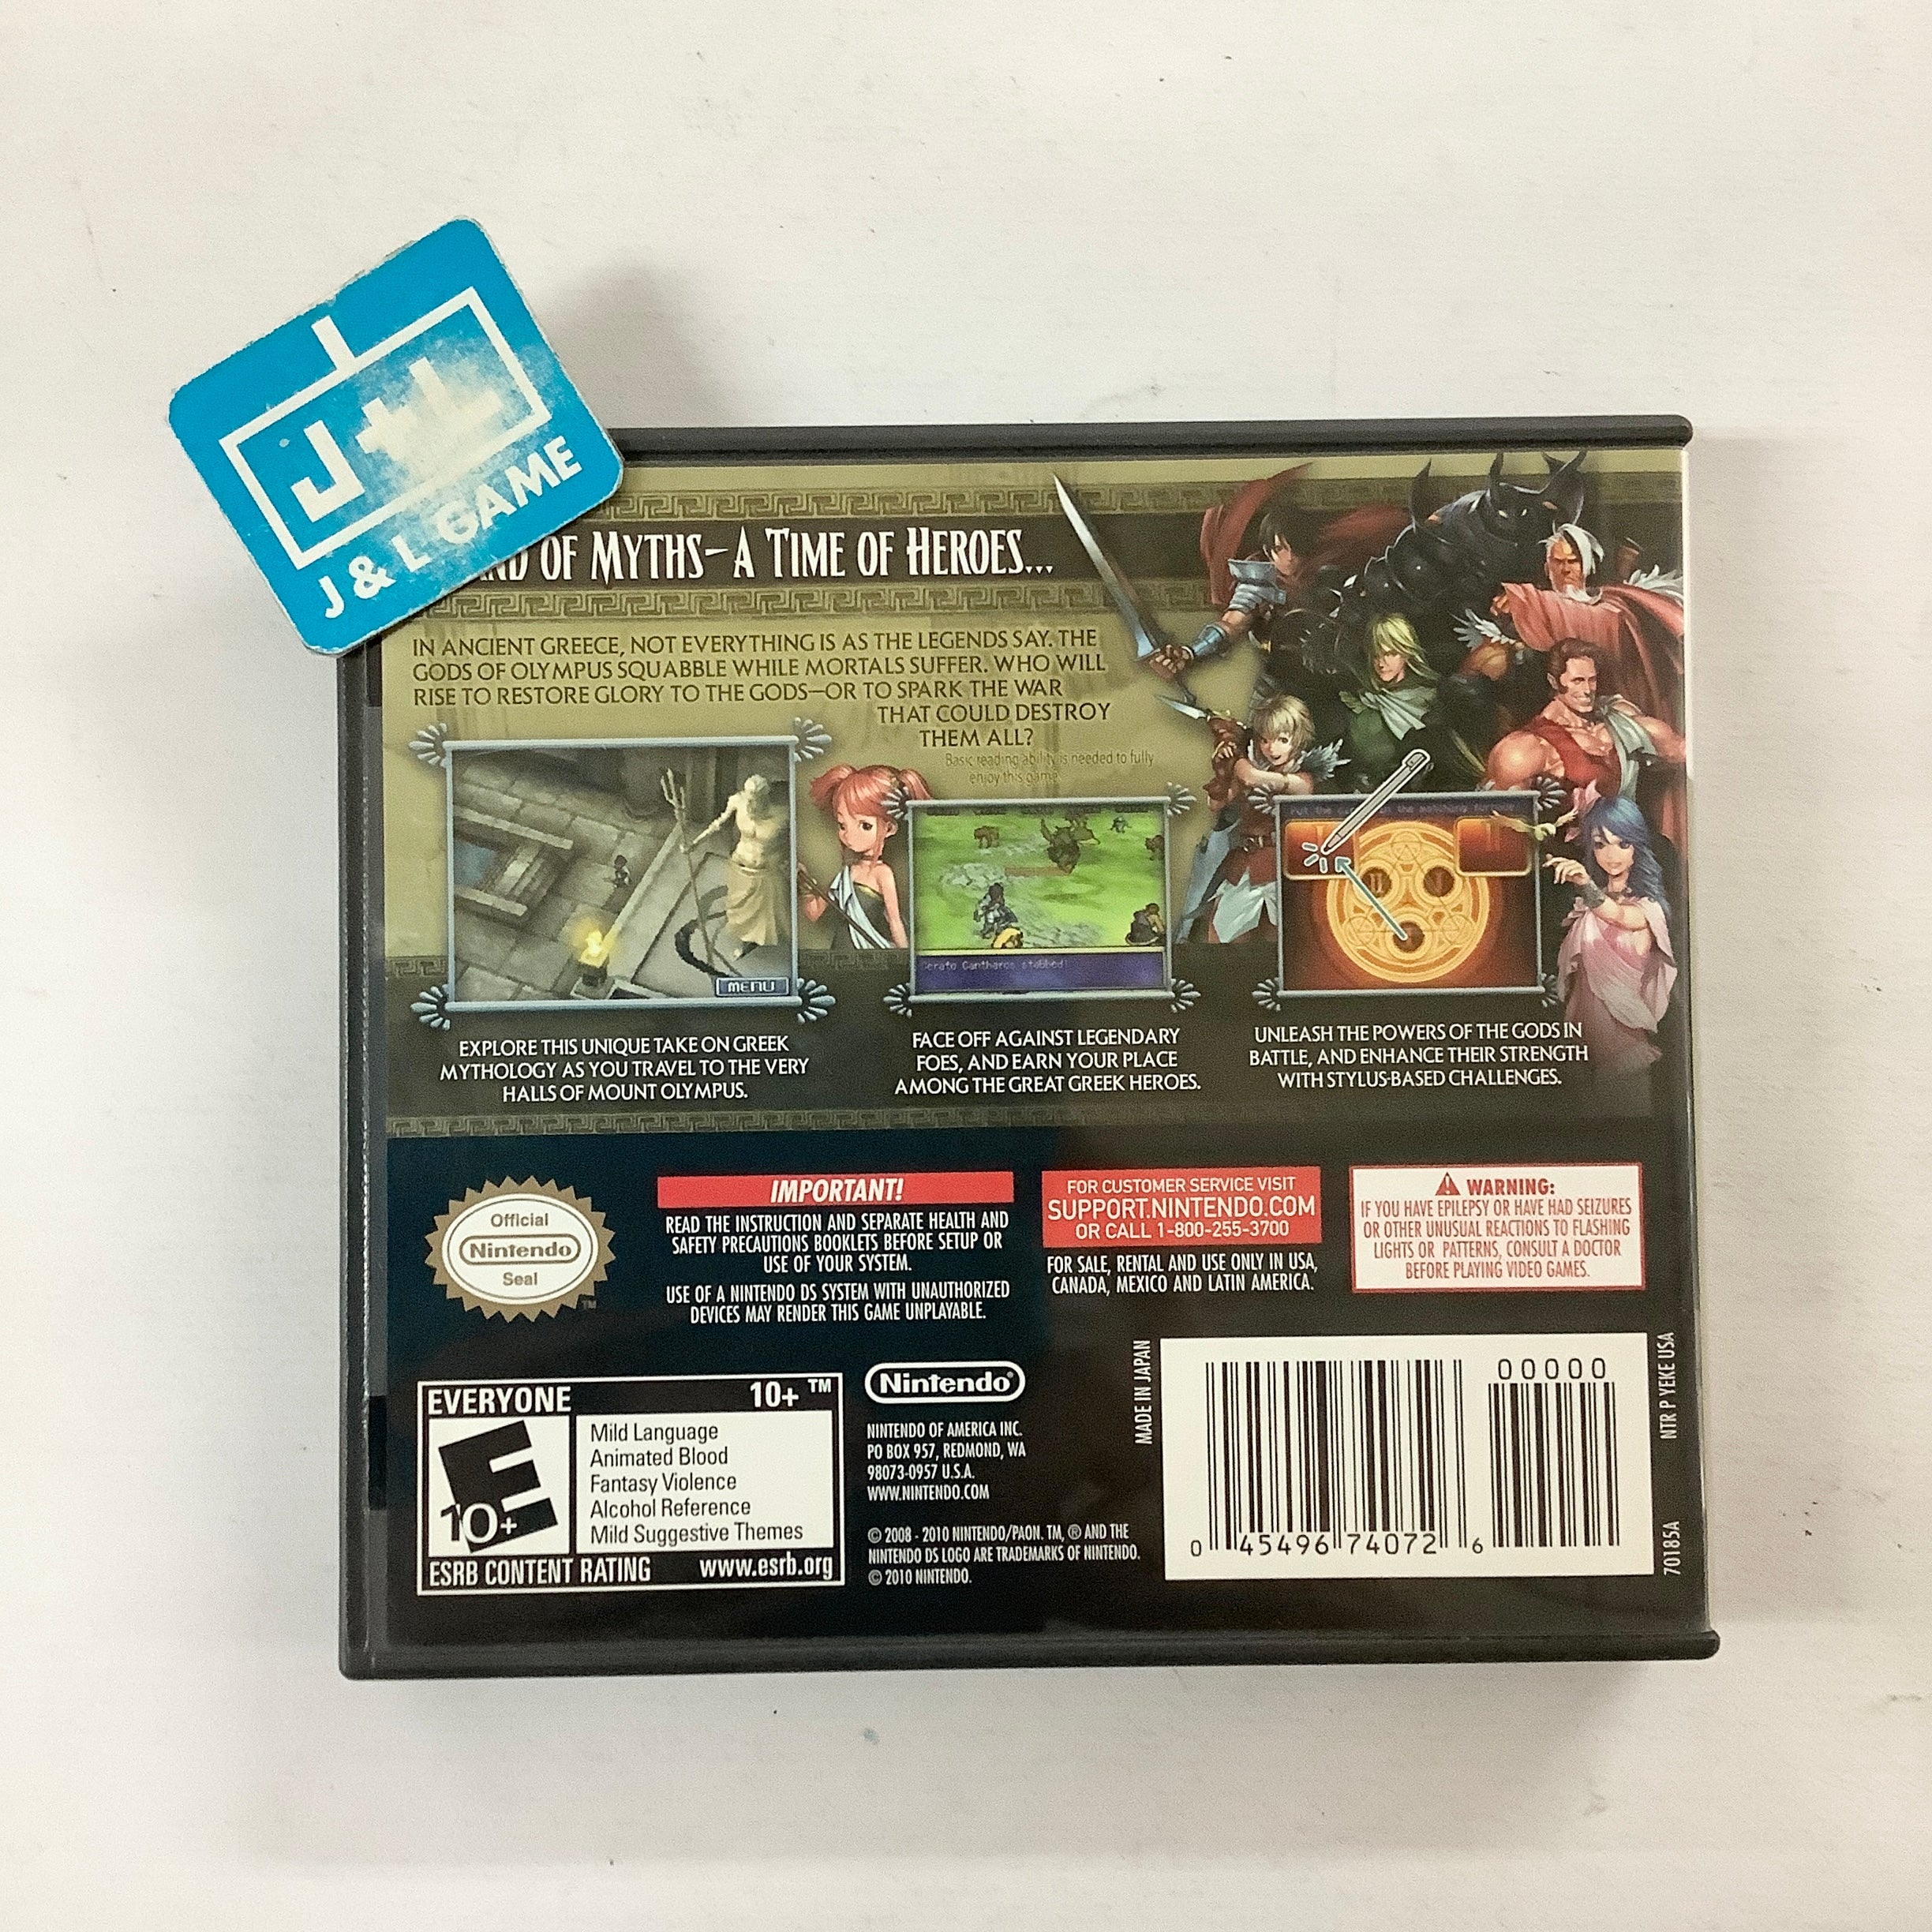 J+L
J & L GAME
OF MYTHS–A TIME OF HEROES...
IN ANCIENT GREECE, NOT EVERYTHING IS AS THE LEGENDS SAY. THE
GODS OF OLYMPUS SQUABBLE WHILE MORTALS SUFFER. WHO WILL
RISE TO RESTORE GLORY TO THE GODS—OR TO SPARK THE WAR
THAT COULD DESTROY
THEM ALL?
Basic reading ability is needed to fully
enjoy this game.
MENU
Cantharos stabbed!
EXPLORE THIS UNIQUE TAKE ON GREEK
MYTHOLOGY AS YOU TRAVEL TO THE VERY
HALLS OF MOUNT OLYMPUS.
FACE OFF AGAINST LEGENDARY
FOES, AND EARN YOUR PLACE
AMONG THE GREAT GREEK HEROES.
UNLEASH THE POWERS OF THE GODS IN
BATTLE, AND ENHANCE THEIR STRENGTH
WITH STYLUS-BASED CHALLENGES.
Official
Nintendo
Seal
TM
IMPORTANT!
READ THE INSTRUCTION AND SEPARATE HEALTH AND
SAFETY PRECAUTIONS BOOKLETS BEFORE SETUP OR
USE OF YOUR SYSTEM.
USE OF A NINTENDO DS SYSTEM WITH UNAUTHORIZED
DEVICES MAY RENDER THIS GAME UNPLAYABLE.
FOR CUSTOMER SERVICE VISIT
SUPPORT.NINTENDO.COM
OR CALL 1-800-255-3700
FOR SALE, RENTAL AND USE ONLY IN USA,
CANADA, MEXICO AND LATIN AMERICA.
WARNING:
IF YOU HAVE EPILEPSY OR HAVE HAD SEIZURES
OR OTHER UNUSUAL REACTIONS TO FLASHING
LIGHTS OR PATTERNS, CONSULT A DOCTOR
BEFORE PLAYING VIDEO GAMES.
EVERYONE 10+ ™
E
10+
Mild Language
Animated Blood
Fantasy Violence
Alcohol Reference
Mild Suggestive Themes
ESRB CONTENT RATING www.esrb.org
Nintendo®
NINTENDO OF AMERICA INC.
PO BOX 957, REDMOND, WA
98073-0957 U.S.A.
WWW.NINTENDO.COM
© 2008 - 2010 NINTENDO/PAON. TM, ® AND THE
NINTENDO DS LOGO ARE TRADEMARKS OF NINTENDO.
© 2010 NINTENDO.
MADE IN JAPAN
00000
0 45496 74072 6
NTR P YEKE USA
70185A